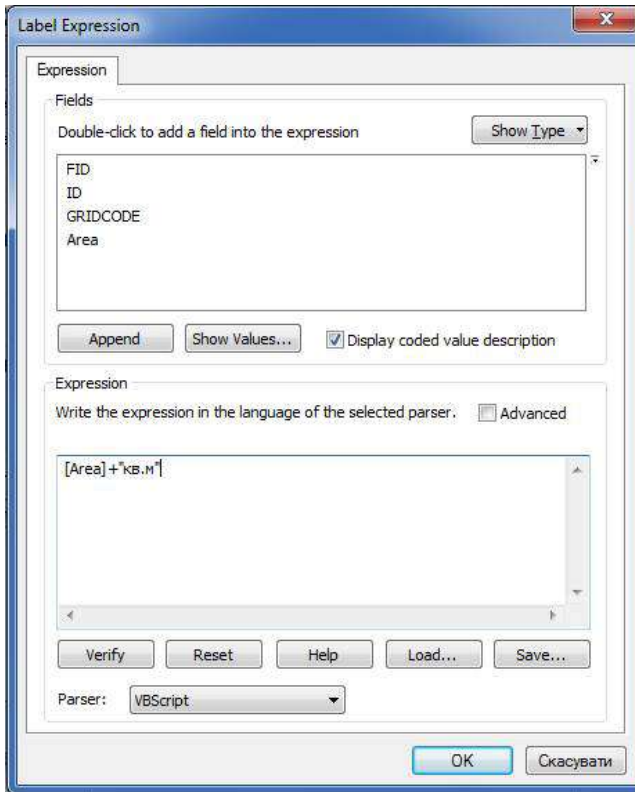 Label Expression
Expression
Fields
Double-click to add a field into the expression
Show Type
FID
ID
GRIDCODE
Area
Append
Show Values...
Display coded value description
Expression
Write the expression in the language of the selected parser.
Advanced
[Area]+"кв.м"
Verify
Reset
Help
Load...
Save...
Parser:
VBScript
OK
Скасувати